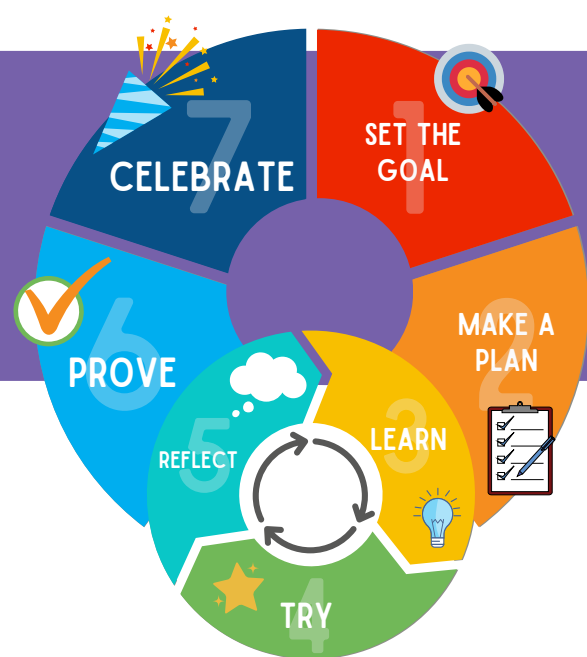 1
SET THE
GOAL
2
MAKE A
PLAN
3
LEARN
4
TRY
5
REFLECT
6
PROVE
7
CELEBRATE